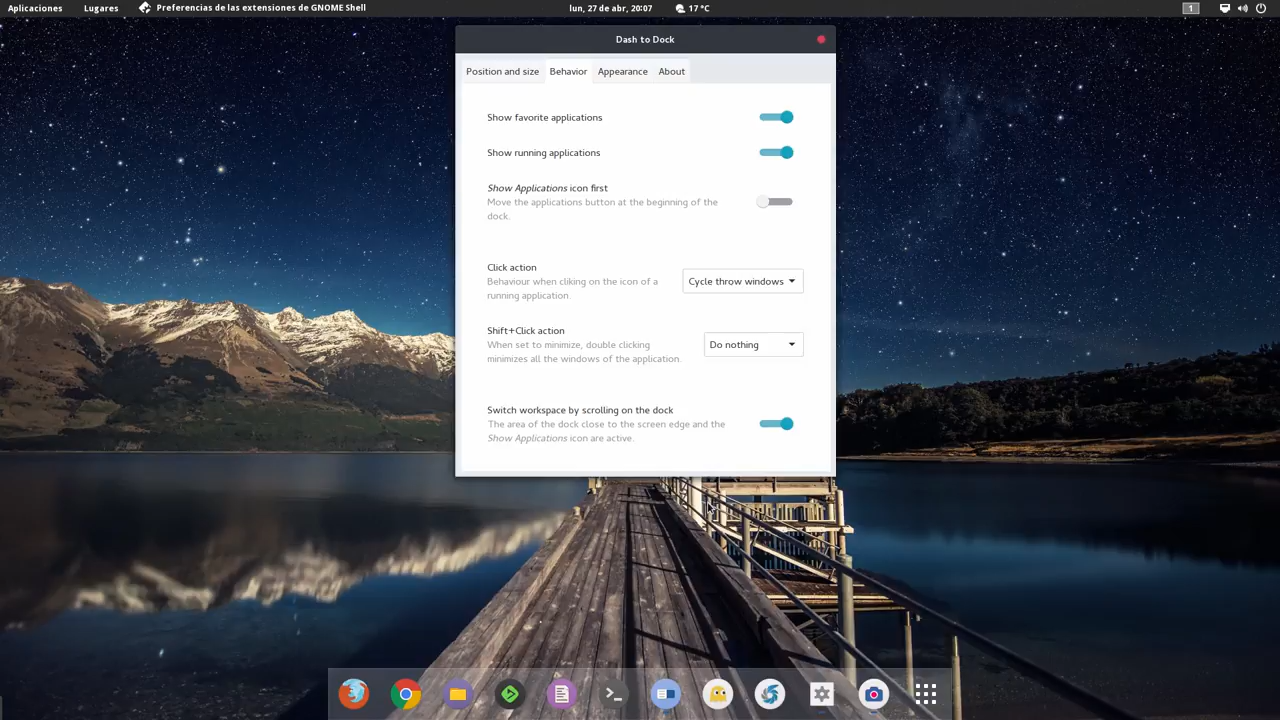 Aplicaciones Lugares Preferencias de las extensiones de GNOME Shell lun, 27 de abr, 20:07 17 °C 1
Dash to Dock
Position and size Behavior Appearance About
Show favorite applications
Show running applications
Show Applications icon first
Move the applications button at the beginning of the
dock.
Click action
Behaviour when cliking on the icon of a
running application.
Cycle throw windows
Shift+Click action
When set to minimize, double clicking
minimizes all the windows of the application.
Do nothing
Switch workspace by scrolling on the dock
The area of the dock close to the screen edge and the
Show Applications icon are active.